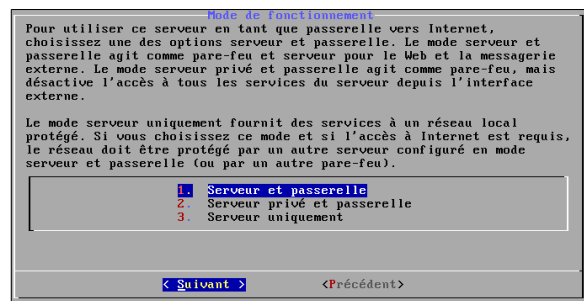 Mode de fonctionnement
Pour utiliser ce serveur en tant que passerelle vers Internet,
choisissez une des options serveur et passerelle. Le mode serveur et
passerelle agit comme pare-feu et serveur pour le Web et la messagerie
externe. Le mode serveur privé et passerelle agit comme pare-feu, mais
désactive l'accès à tous les services du serveur depuis l'interface
externe.
Le mode serveur uniquement fournit des services à un réseau local
protégé. Si vous choisissez ce mode et si l'accès à Internet est requis,
le réseau doit être protégé par un autre serveur configuré en mode
serveur et passerelle (ou par un autre pare-feu).
1. Serveur et passerelle
2. Serveur privé et passerelle
3. Serveur uniquement
< Suivant > <Précédent>